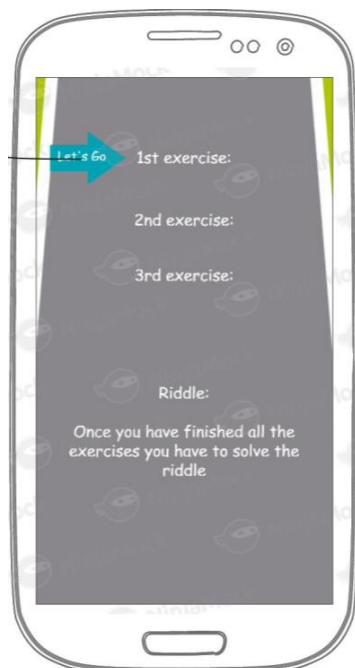 Let's Go
1st exercise:
2nd exercise:
3rd exercise:
Riddle:
Once you have finished all the
exercises you have to solve the
riddle